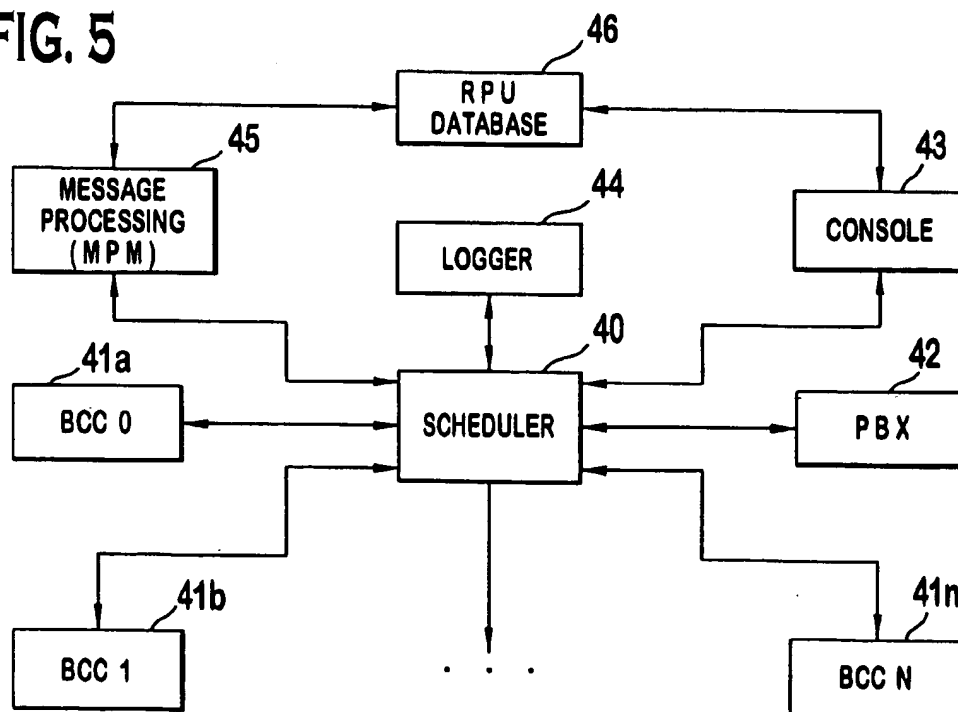 FIG. 5
46
RPU
DATABASE
45
MESSAGE
PROCESSING
(MPM)
44
LOGGER
43
CONSOLE
40
SCHEDULER
41a
BCC 0
42
PBX
41b
BCC 1
. . .
41n
BCC N